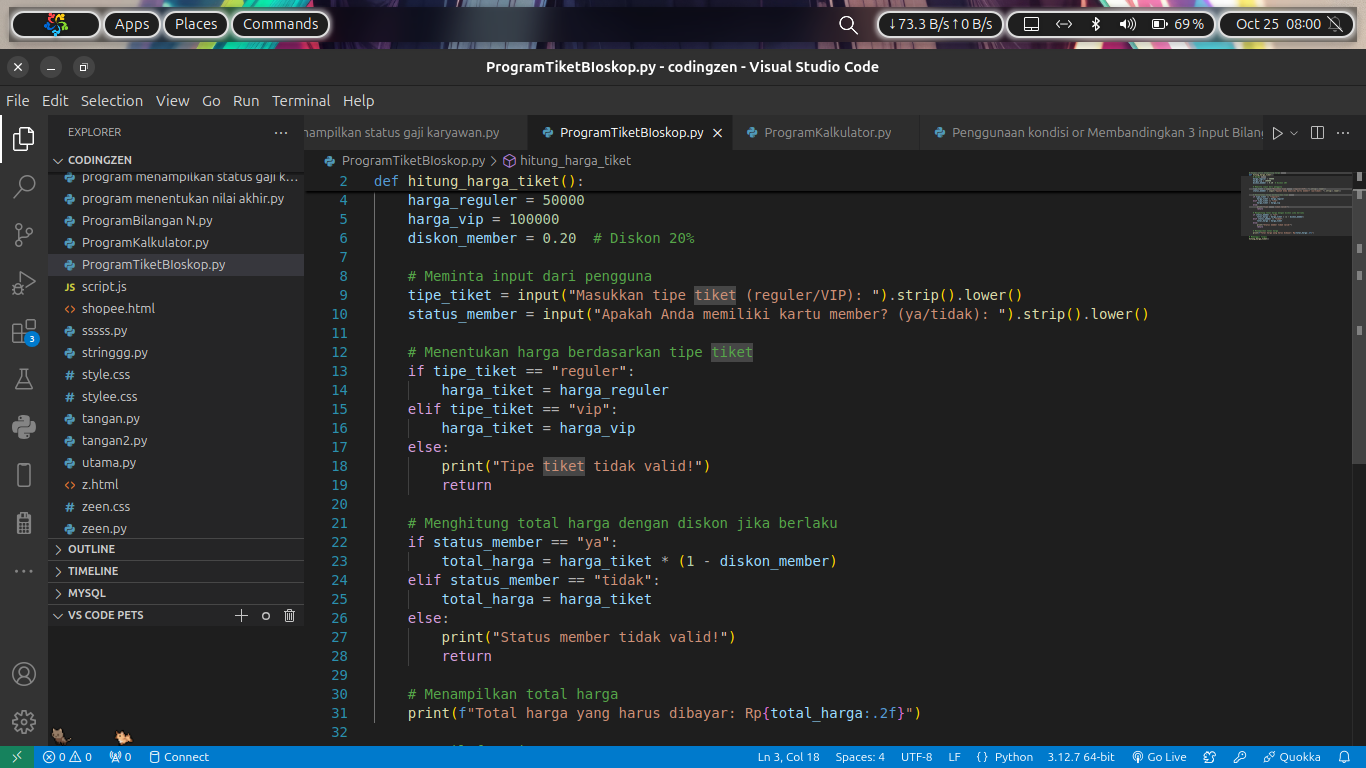 Apps Places Commands
↓73.3 B/s↑0 B/s
69 %
Oct 25 08:00
ProgramTiketBIoskop.py - codingzen - Visual Studio Code
File Edit Selection View Go Run Terminal Help
EXPLORER
CODINGZEN
program menampilkan status gaji k...
program menentukan nilai akhir.py
ProgramBilangan N.py
ProgramKalkulator.py
ProgramTiketBIoskop.py
JS script.js
shopee.html
sssss.py
stringgg.py
style.css
stylee.css
tangan.py
tangan2.py
utama.py
z.html
zeen.css
zeen.py
OUTLINE
TIMELINE
MYSQL
VS CODE PETS
3
nampilkan status gaji karyawan.py
ProgramTiketBIoskop.py
ProgramKalkulator.py
Penggunaan kondisi or Membandingkan 3 input Bilan
ProgramTiketBIoskop.py > hitung_harga_tiket
2 def hitung_harga_tiket():
4 harga_reguler = 50000
5 harga_vip = 100000
6 diskon_member = 0.20 # Diskon 20%
7
8 # Meminta input dari pengguna
9 tipe_tiket = input("Masukkan tipe tiket (reguler/VIP): ").strip().lower()
10 status_member = input("Apakah Anda memiliki kartu member? (ya/tidak): ").strip().lower()
11
12 # Menentukan harga berdasarkan tipe tiket
13 if tipe_tiket == "reguler":
14 harga_tiket = harga_reguler
15 elif tipe_tiket == "vip":
16 harga_tiket = harga_vip
17 else:
18 print("Tipe tiket tidak valid!")
19 return
20
21 # Menghitung total harga dengan diskon jika berlaku
22 if status_member == "ya":
23 total_harga = harga_tiket * (1 - diskon_member)
24 elif status_member == "tidak":
25 total_harga = harga_tiket
26 else:
27 print("Status member tidak valid!")
28 return
29
30 # Menampilkan total harga
31 print(f"Total harga yang harus dibayar: Rp{total_harga:.2f}")
32
0 0 0 Connect
Ln 3, Col 18 Spaces: 4 UTF-8 LF { } Python 3.12.7 64-bit Go Live Quokka